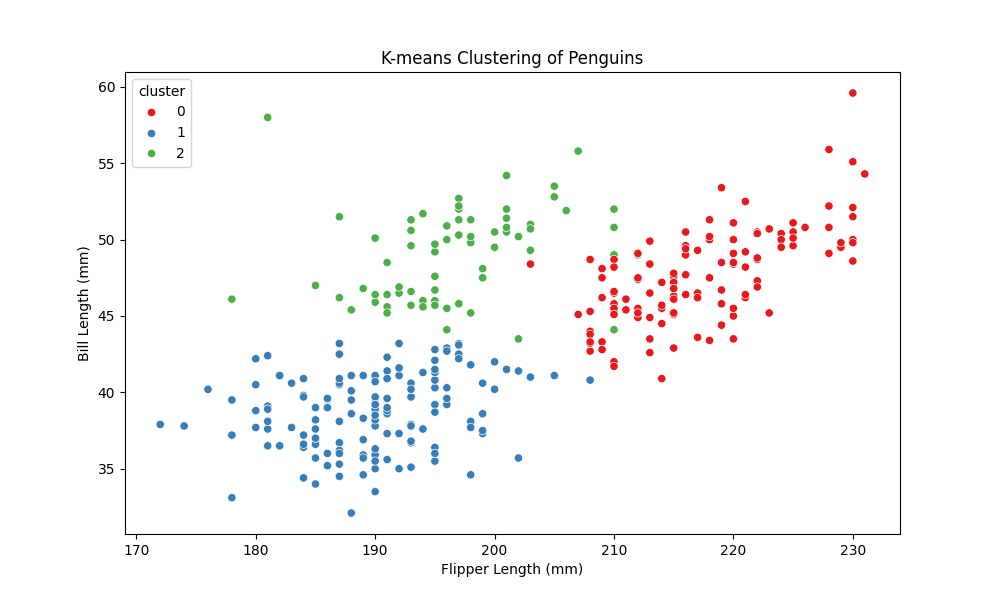 K-means Clustering of Penguins
cluster
0
1
2
Bill Length (mm)
60
55
50
45
40
35
170 180 190 200 210 220 230
Flipper Length (mm)